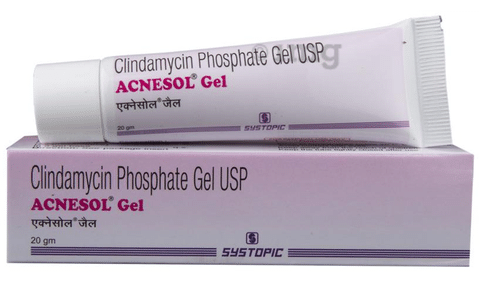 Clindamycin Phosphate Gel USP
ACNESOL® Gel
एक्नेसोल® जैल
20 gm
S
SYSTOPIC
Clindamycin Phosphate Gel USP
ACNESOL® Gel
एक्नेसोल® जैल
20 gm
S
SYSTOPIC